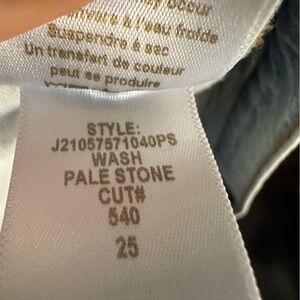 occur
à l'eau froide
Suspendre à sec
Un transfert de couleur
peut se produire
STYLE:
J21057571040PS
WASH
PALE STONE
CUT#
540
25